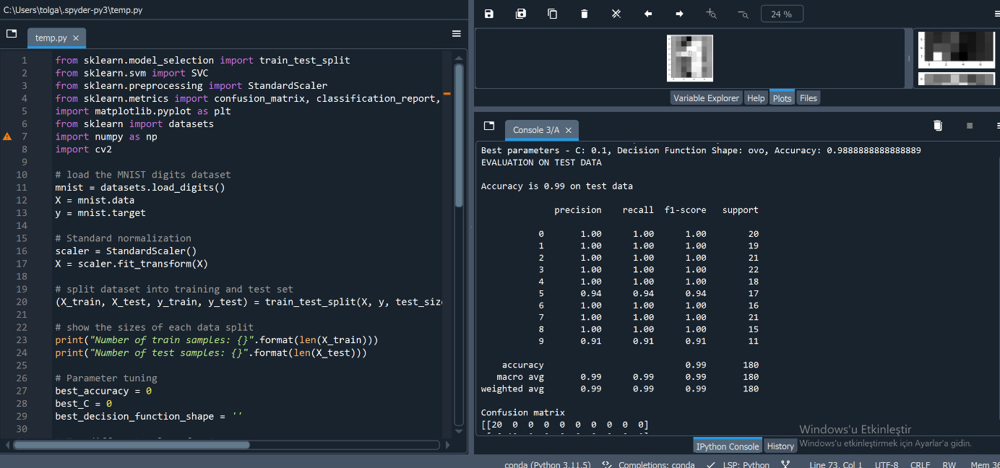 C:\Users\tolga\.spyder-py3\temp.py
temp.py
1 from sklearn.model_selection import train_test_split
2 from sklearn.svm import SVC
3 from sklearn.preprocessing import StandardScaler
4 from sklearn.metrics import confusion_matrix, classification_report,
5 import matplotlib.pyplot as plt
6 from sklearn import datasets
7 import numpy as np
8 import cv2
9
10 # load the MNIST digits dataset
11 mnist = datasets.load_digits()
12 X = mnist.data
13 y = mnist.target
14
15 # Standard normalization
16 scaler = StandardScaler()
17 X = scaler.fit_transform(X)
18
19 # split dataset into training and test set
20 (X_train, X_test, y_train, y_test) = train_test_split(X, y, test_siz
21
22 # show the sizes of each data split
23 print("Number of train samples: {}".format(len(X_train)))
24 print("Number of test samples: {}".format(len(X_test)))
25
26 # Parameter tuning
27 best_accuracy = 0
28 best_C = 0
29 best_decision_function_shape = ''
30
24 %
Variable Explorer Help Plots Files
Console 3/A
Best parameters - C: 0.1, Decision Function Shape: ovo, Accuracy: 0.9888888888888889
EVALUATION ON TEST DATA
Accuracy is 0.99 on test data
precision recall f1-score support
0 1.00 1.00 1.00 20
1 1.00 1.00 1.00 19
2 1.00 1.00 1.00 21
3 1.00 1.00 1.00 22
4 1.00 1.00 1.00 18
5 0.94 0.94 0.94 17
6 1.00 1.00 1.00 16
7 1.00 1.00 1.00 21
8 1.00 1.00 1.00 15
9 0.91 0.91 0.91 11
accuracy 0.99 180
macro avg 0.99 0.99 0.99 180
weighted avg 0.99 0.99 0.99 180
Confusion matrix
[[20 0 0 0 0 0 0 0 0 0]
Windows'u Etkinleştir
Windows'u etkinleştirmek için Ayarlar'a gidin.
IPython Console History
conda (Python 3.11.5) Completions: conda LSP: Python Line 73, Col 1 UTF-8 CRLF RW Mem 36